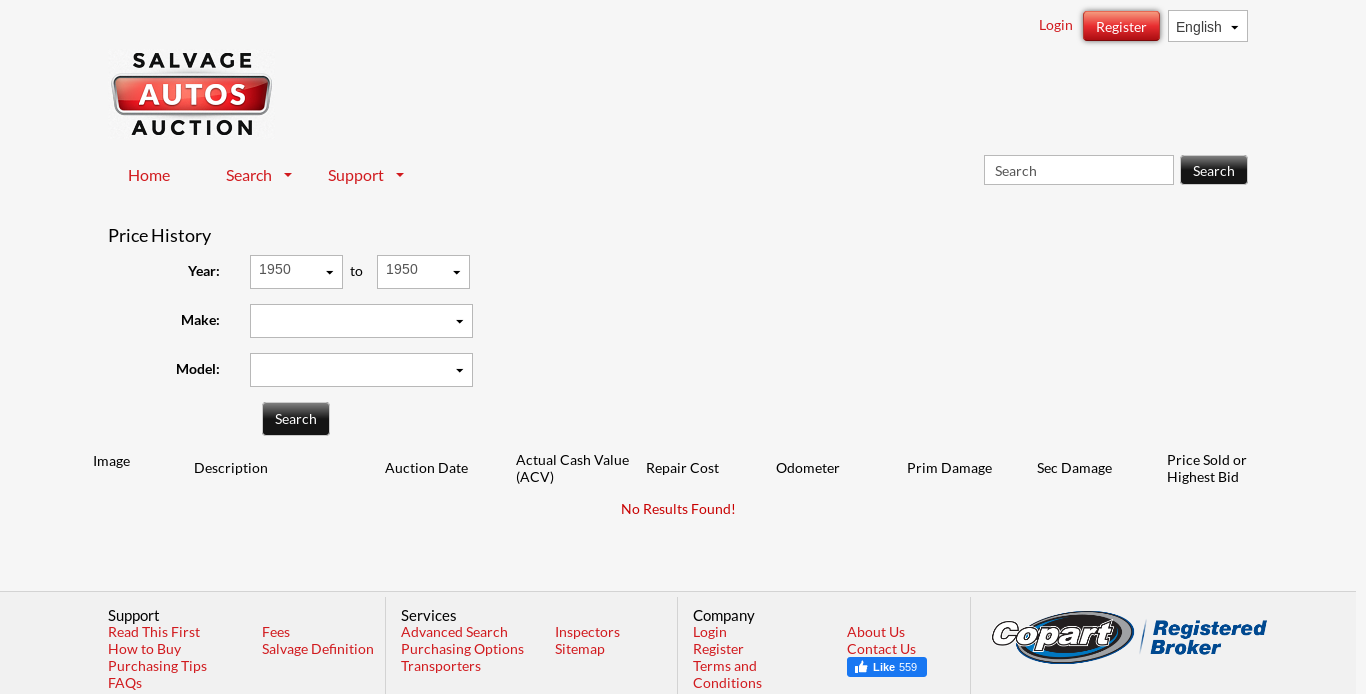 Login Register English
SALVAGE
AUTOS
AUCTION
Home Search Support Search Search
Price History
Year: 1950 to 1950
Make:
Model:
Search
Image Description Auction Date Actual Cash Value (ACV) Repair Cost Odometer Prim Damage Sec Damage Price Sold or Highest Bid
No Results Found!
Support
Read This First
How to Buy
Purchasing Tips
FAQs
Fees
Salvage Definition
Services
Advanced Search
Purchasing Options
Transporters
Inspectors
Sitemap
Company
Login
Register
Terms and
Conditions
About Us
Contact Us
Like 559
Copart Registered
Broker